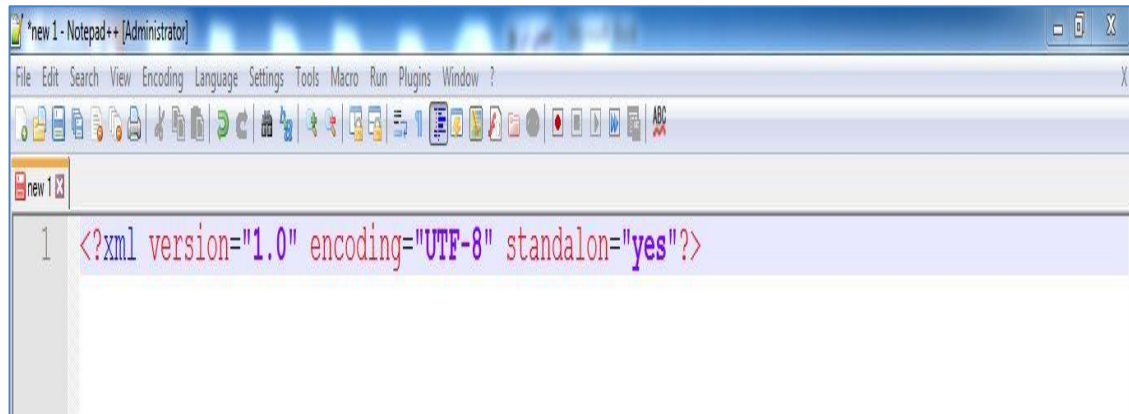 *new 1 - Notepad++ [Administrator]
File Edit Search View Encoding Language Settings Tools Macro Run Plugins Window ?
X
ABC
new 1
1 <?xml version="1.0" encoding="UTF-8" standalon="yes"?>